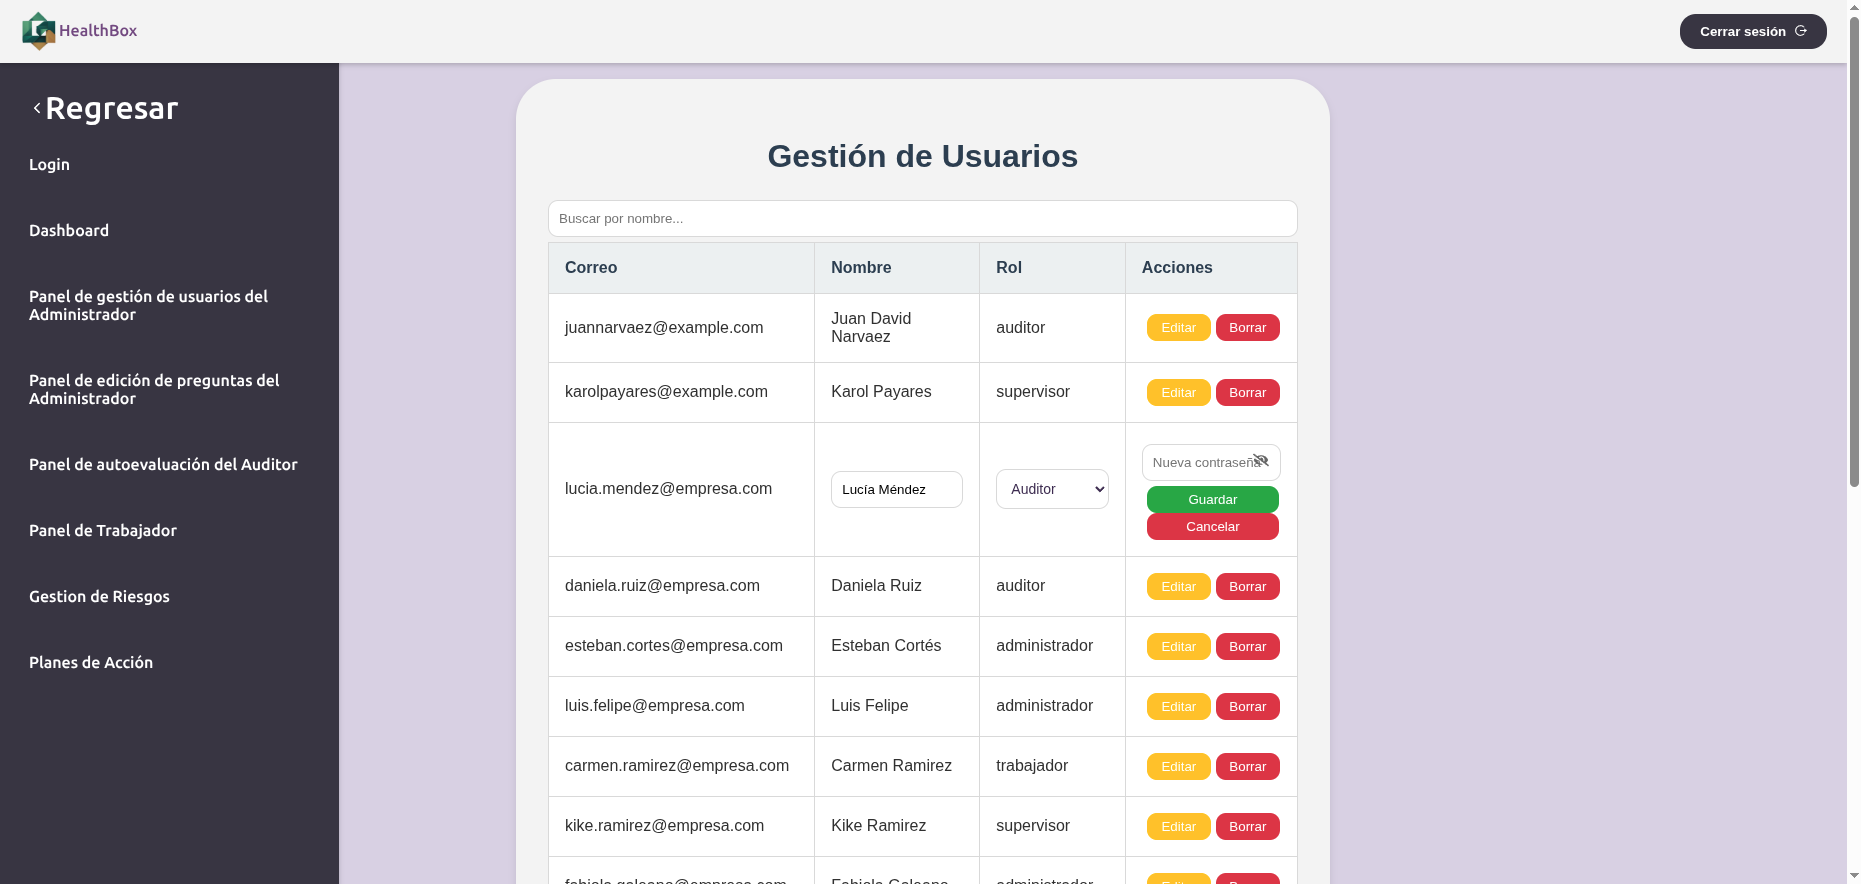 HealthBox
Cerrar sesión
Regresar
Login
Dashboard
Panel de gestión de usuarios del
Administrador
Panel de edición de preguntas del
Administrador
Panel de autoevaluación del Auditor
Panel de Trabajador
Gestion de Riesgos
Planes de Acción
Gestión de Usuarios
Buscar por nombre...
Correo Nombre Rol Acciones
juannarvaez@example.com Juan David Narvaez auditor Editar Borrar
karolpayares@example.com Karol Payares supervisor Editar Borrar
lucia.mendez@empresa.com Lucía Méndez Auditor Nueva contraseña
Guardar
Cancelar
daniela.ruiz@empresa.com Daniela Ruiz auditor Editar Borrar
esteban.cortes@empresa.com Esteban Cortés administrador Editar Borrar
luis.felipe@empresa.com Luis Felipe administrador Editar Borrar
carmen.ramirez@empresa.com Carmen Ramirez trabajador Editar Borrar
kike.ramirez@empresa.com Kike Ramirez supervisor Editar Borrar